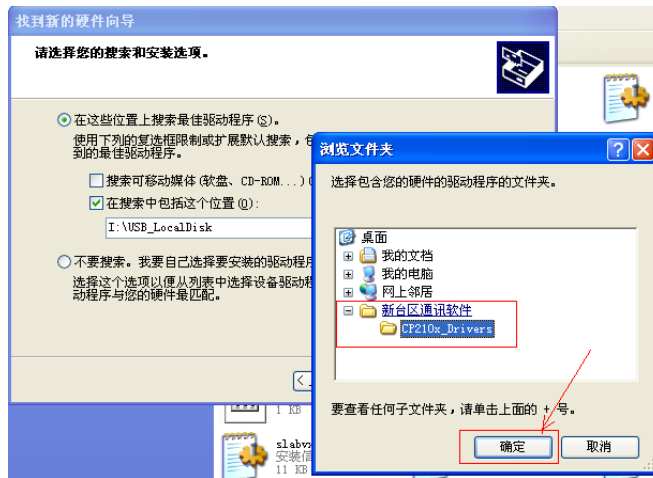 找到新的硬件向导
请选择您的搜索和安装选项。
在这些位置上搜索最佳驱动程序(S)。
使用下列的复选框限制或扩展默认搜索，
到的最佳驱动程序。
搜索可移动媒体(软盘、CD-ROM...)
在搜索中包括这个位置(O):
I:\USB_LocalDisk
不要搜索。我要自己选择要安装的驱动程序
选择这个选项以便从列表中选择设备驱动程
动程序与您的硬件最匹配。
<
浏览文件夹
选择包含您的硬件的驱动程序的文件夹。
桌面
我的文档
我的电脑
网上邻居
新台区通讯软件
CP210x_Drivers
要查看任何子文件夹，请单击上面的 + 号。
确定
取消
1 KB
slabv
安装信
11 KB